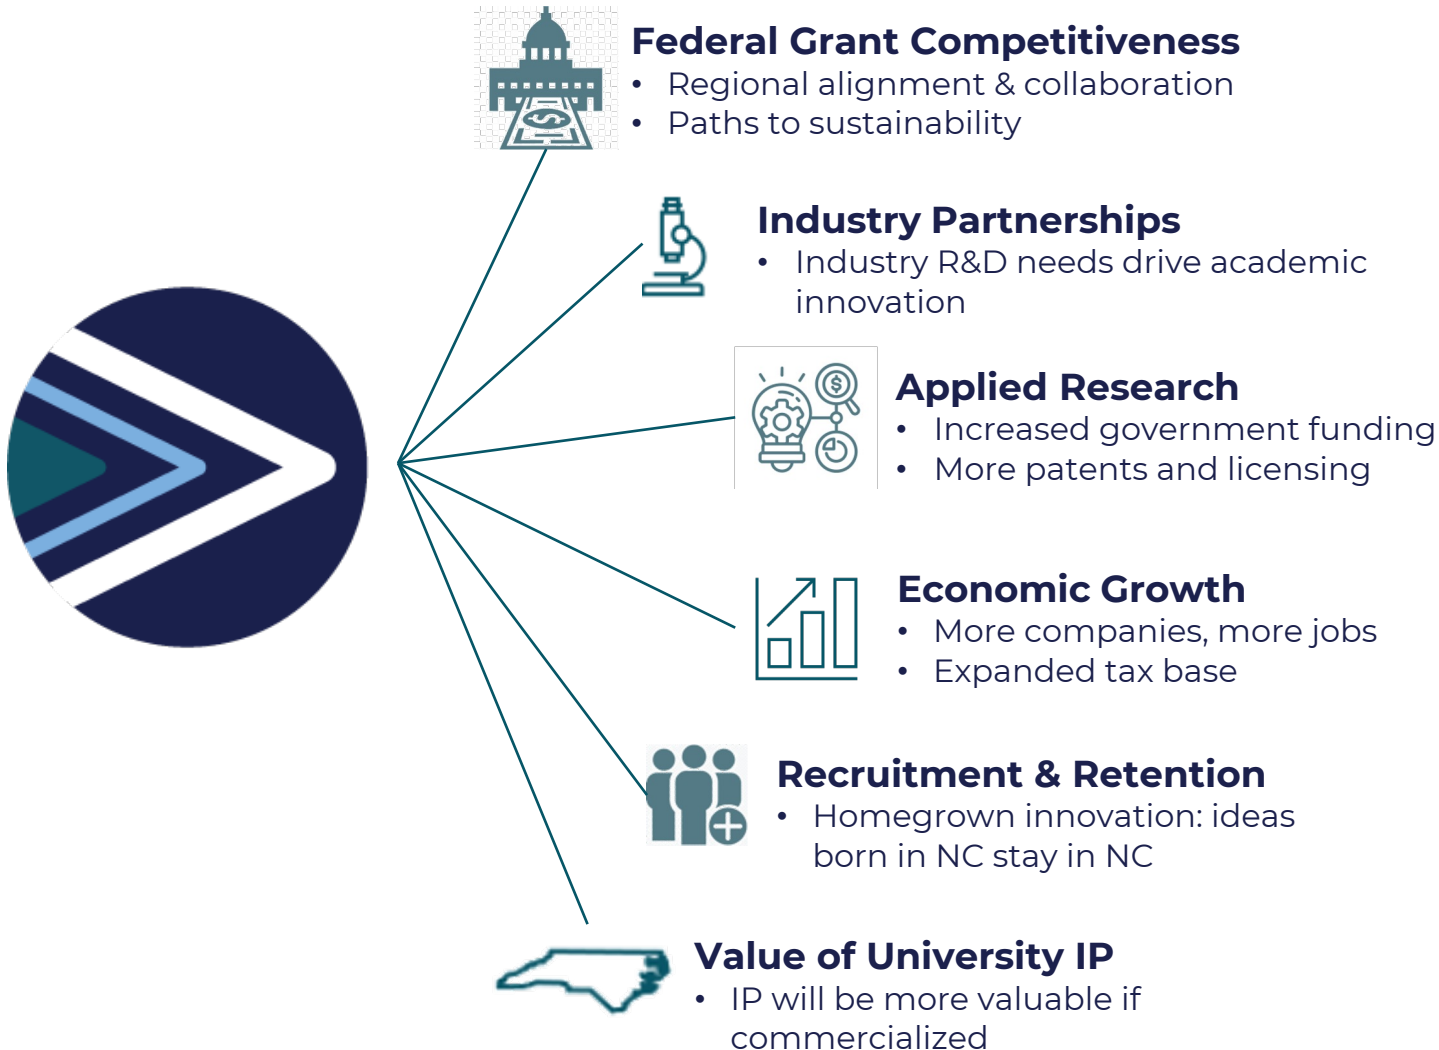 Federal Grant Competitiveness
• Regional alignment & collaboration
• Paths to sustainability
Industry Partnerships
• Industry R&D needs drive academic
innovation
Applied Research
• Increased government funding
• More patents and licensing
Economic Growth
• More companies, more jobs
• Expanded tax base
Recruitment & Retention
• Homegrown innovation: ideas
born in NC stay in NC
Value of University IP
• IP will be more valuable if
commercialized